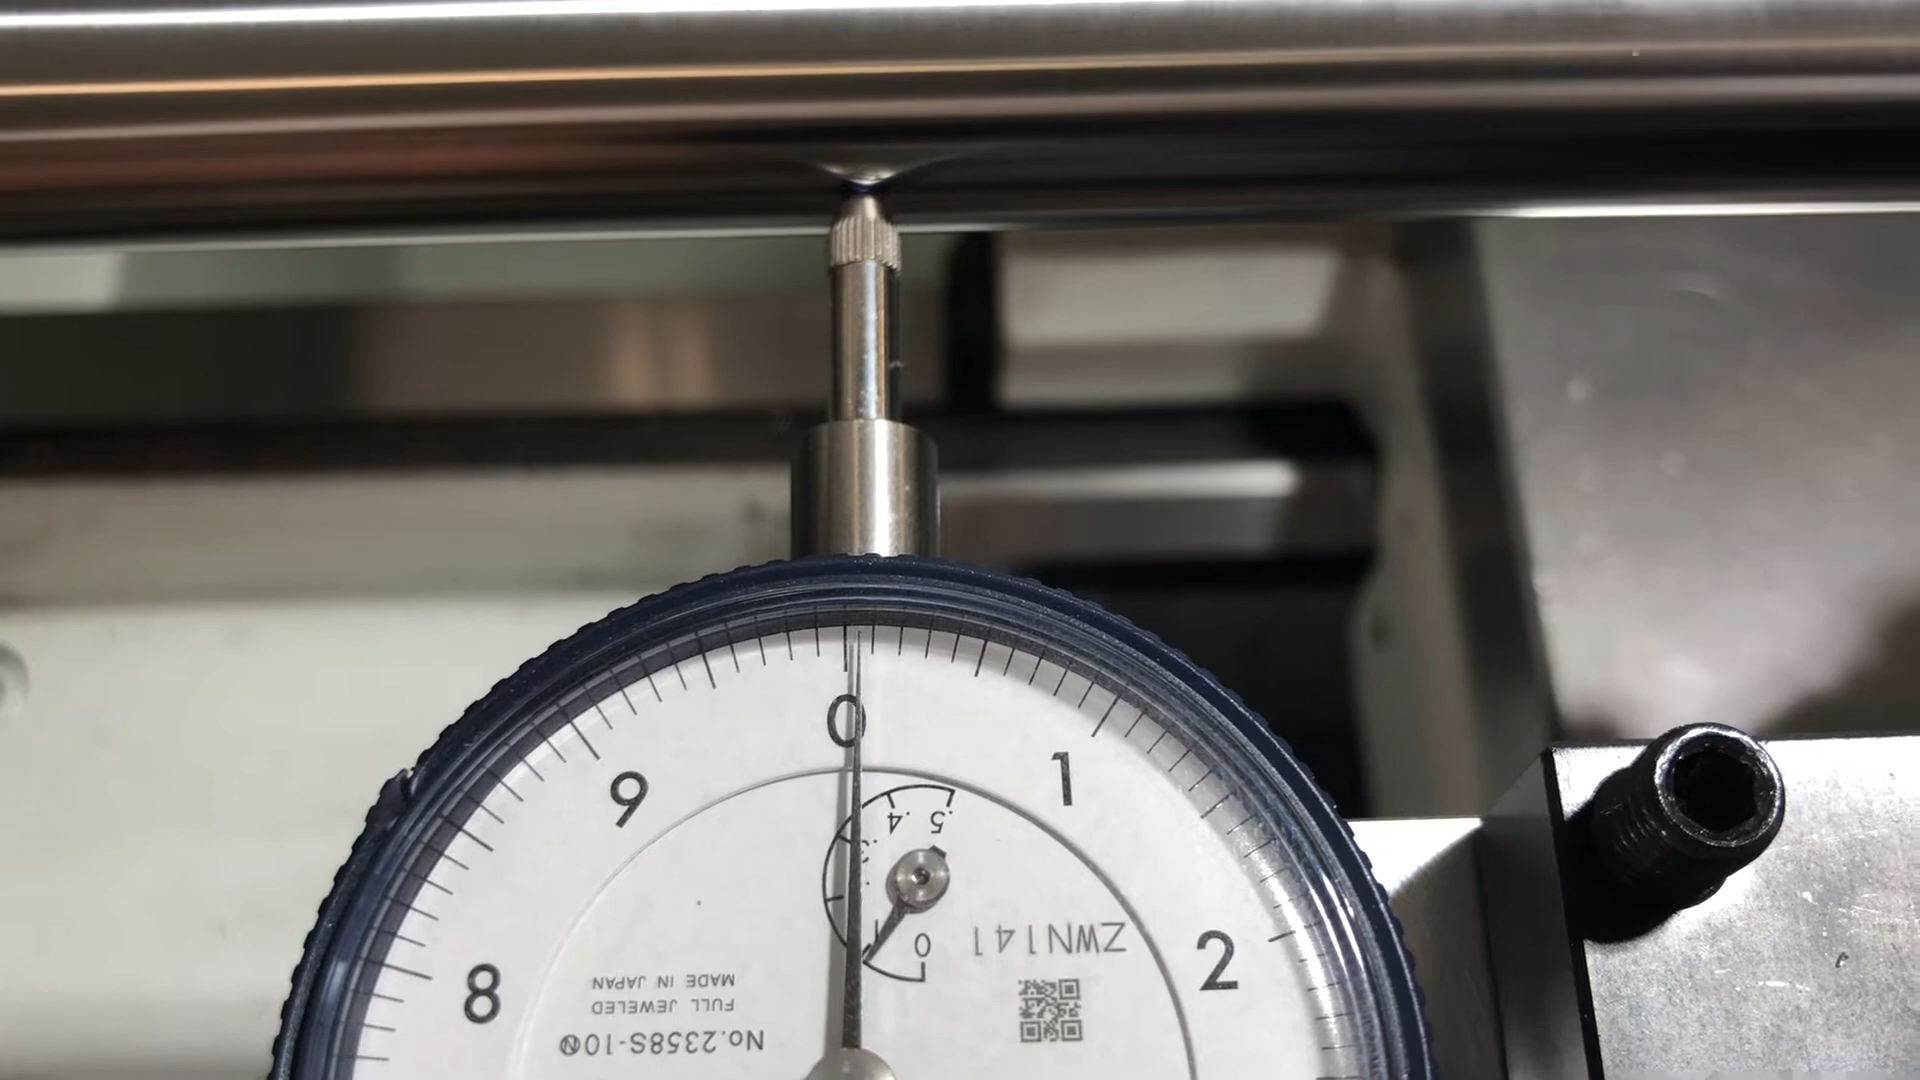 0
9
1
8
2
.5
.4
.3
.1
0
ZWN141
No.2358S-10
FULL JEWELED
MADE IN JAPAN